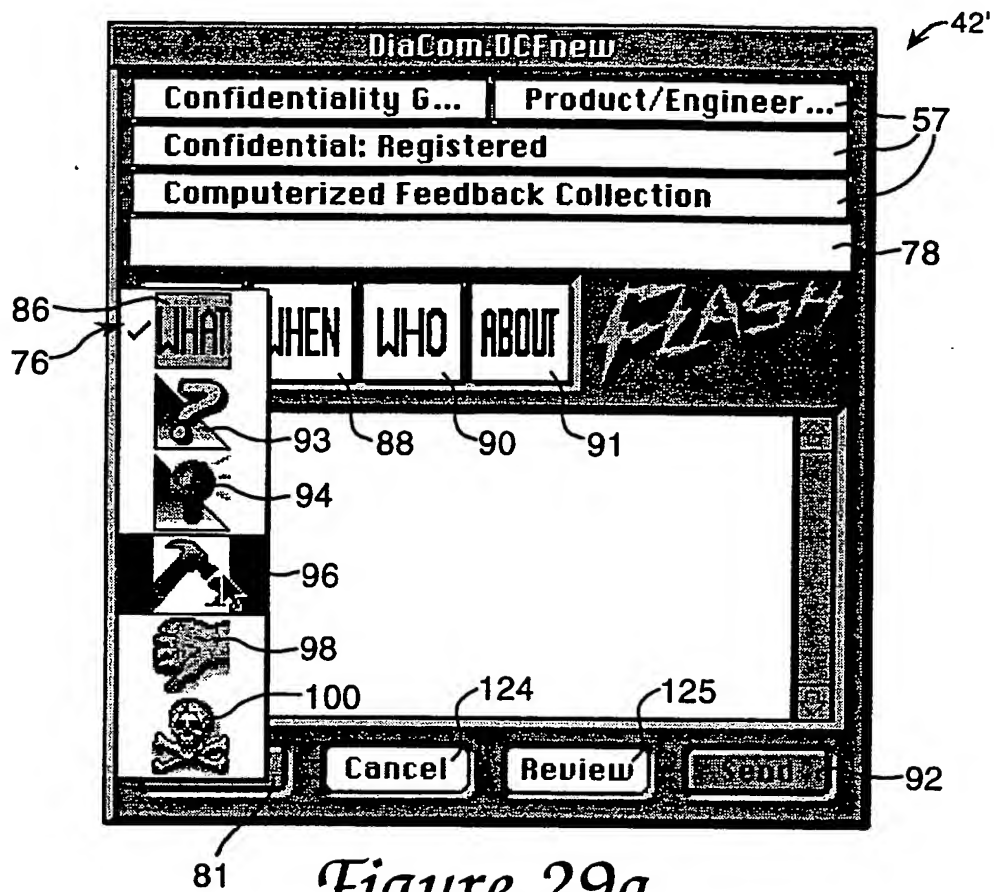 42'
DiaCom.DCFnew
Confidentiality G... Product/Engineer...
57
Confidential: Registered
Computerized Feedback Collection
78
86 WHAT WHEN WHO ABOUT FLASH
76
93 88 90 91
94
96
98
100 124 125
Cancel Review Send 92
81
Figure 29a